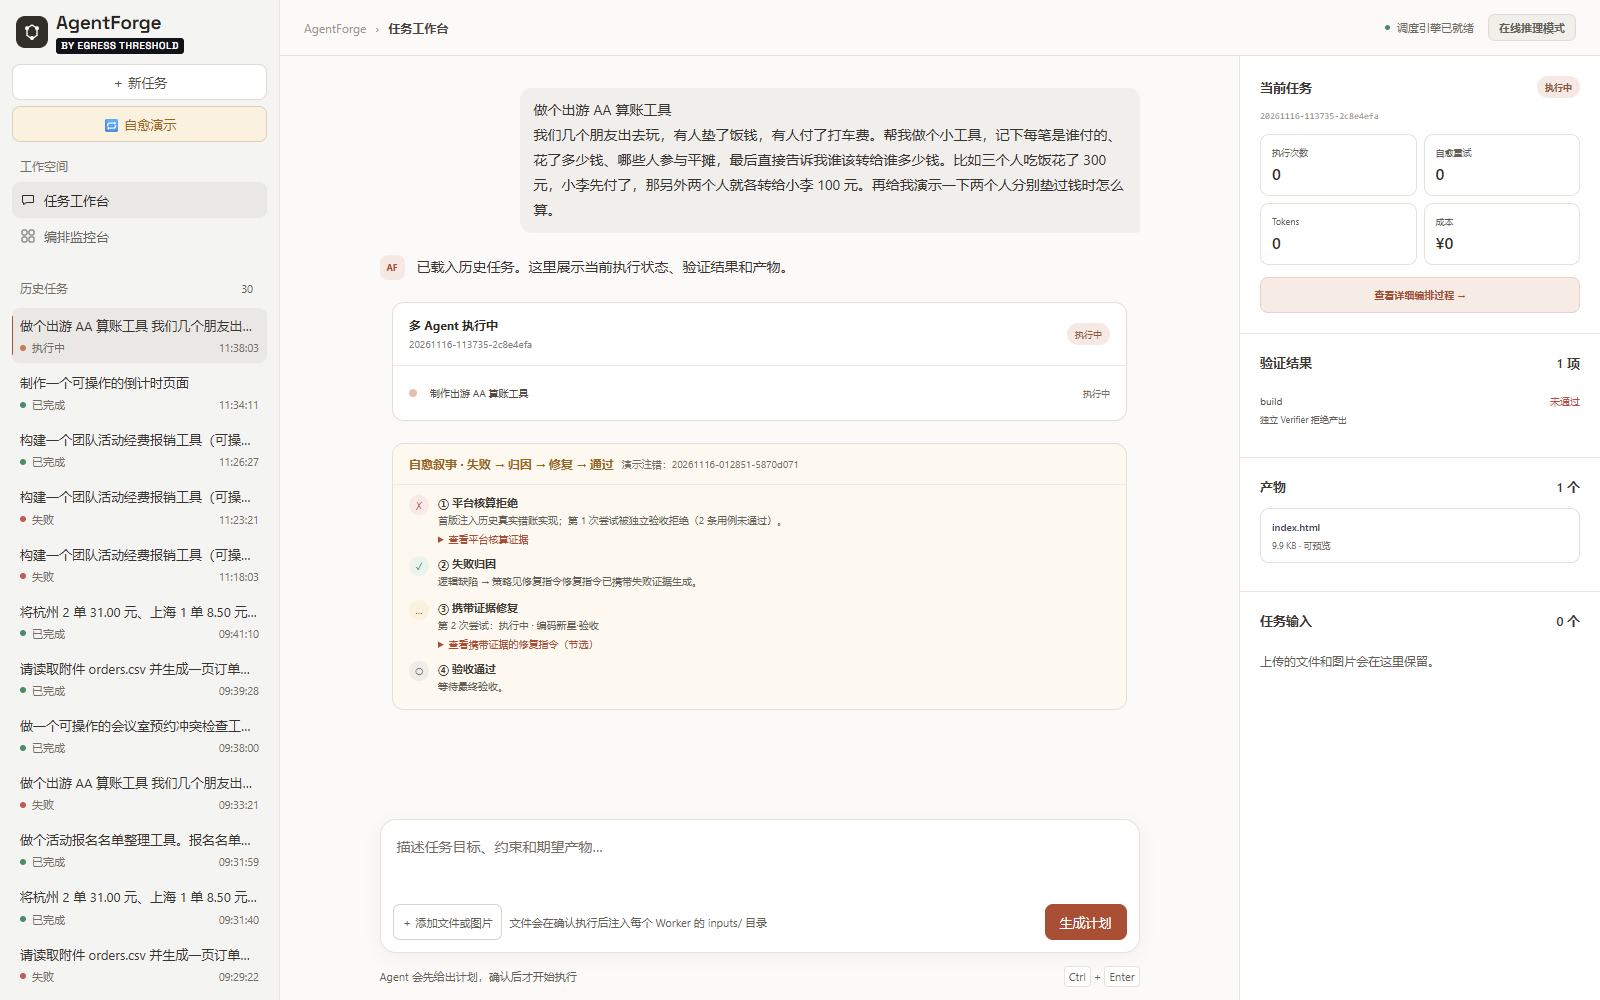 AgentForge
BY EGRESS THRESHOLD
+ 新任务
自愈演示
工作空间
任务工作台
编排监控台
历史任务 30
做个出游 AA 算账工具 我们几个朋友出...
执行中 11:38:03
制作一个可操作的倒计时页面
已完成 11:34:11
构建一个团队活动经费报销工具（可操...
已完成 11:26:27
构建一个团队活动经费报销工具（可操...
失败 11:23:21
构建一个团队活动经费报销工具（可操...
失败 11:18:03
将杭州 2 单 31.00 元、上海 1 单 8.50 元...
已完成 09:41:10
请读取附件 orders.csv 并生成一页订单...
已完成 09:39:28
做一个可操作的会议室预约冲突检查工...
已完成 09:38:00
做个出游 AA 算账工具 我们几个朋友出...
失败 09:33:21
做个活动报名名单整理工具。报名名单...
已完成 09:31:59
将杭州 2 单 31.00 元、上海 1 单 8.50 元...
已完成 09:31:40
请读取附件 orders.csv 并生成一页订单...
失败 09:29:22
AgentForge › 任务工作台
调度引擎已就绪
在线推理模式
做个出游 AA 算账工具
我们几个朋友出去玩，有人垫了饭钱，有人付了打车费。帮我做个小工具，记下每笔是谁付的、
花了多少钱、哪些人参与平摊，最后直接告诉我谁该转给谁多少钱。比如三个人吃饭花了 300
元，小李先付了，那另外两个人就各转给小李 100 元。再给我演示一下两个人分别垫过钱时怎么
算。
AF 已载入历史任务。这里展示当前执行状态、验证结果和产物。
多 Agent 执行中
20261116-113735-2c8e4efa
执行中
制作出游 AA 算账工具 执行中
自愈叙事 · 失败 → 归因 → 修复 → 通过 演示注错：20261116-012851-5870d071
✗ ① 平台核算拒绝
首版注入历史真实错账实现；第 1 次尝试被独立验收拒绝（2 条用例未通过）。
▶ 查看平台核算证据
✓ ② 失败归因
逻辑缺陷 → 策略见修复指令修复指令已携带失败证据生成。
… ③ 携带证据修复
第 2 次尝试：执行中 · 编码新星·验收
▶ 查看携带证据的修复指令（节选）
○ ④ 验收通过
等待最终验收。
描述任务目标、约束和期望产物...
+ 添加文件或图片 文件会在确认执行后注入每个 Worker 的 inputs/ 目录
生成计划
Agent 会先给出计划，确认后才开始执行
Ctrl + Enter
当前任务 执行中
20261116-113735-2c8e4efa
执行次数
0
自愈重试
0
Tokens
0
成本
¥0
查看详细编排过程 →
验证结果 1 项
build 未通过
独立 Verifier 拒绝产出
产物 1 个
index.html
9.9 KB · 可预览
任务输入 0 个
上传的文件和图片会在这里保留。